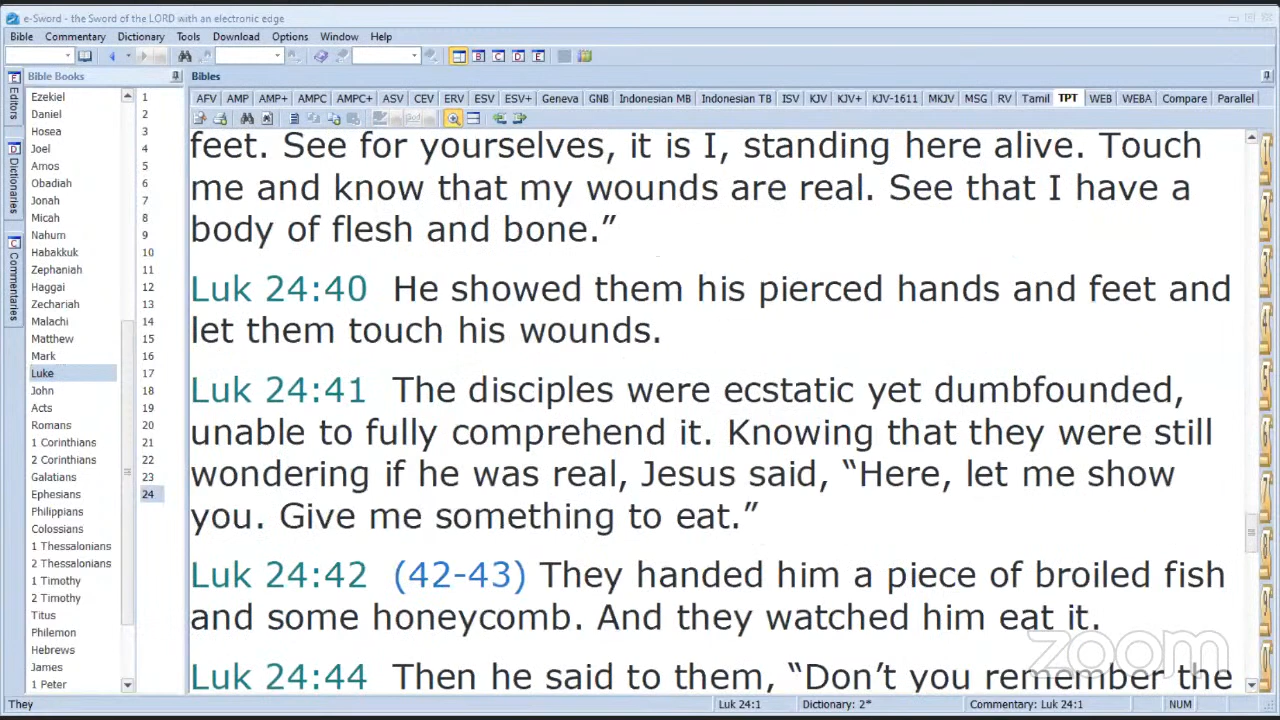 e-Sword - the Sword of the LORD with an electronic edge
Bible Commentary Dictionary Tools Download Options Window Help
Bible Books
Bibles
AFV AMP AMP+ AMPC AMPC+ ASV CEV ERV ESV ESV+ Geneva GNB Indonesian MB Indonesian TB ISV KJV KJV+ KJV-1611 MKJV MSG RV Tamil TPT WEB WEBA Compare Parallel
E Editors
D Dictionaries
C Commentaries
Ezekiel 1
Daniel 2
Hosea 3
Joel 4
Amos 5
Obadiah 6
Jonah 7
Micah 8
Nahum 9
Habakkuk 10
Zephaniah 11
Haggai 12
Zechariah 13
Malachi 14
Matthew 15
Mark 16
Luke 17
John 18
Acts 19
Romans 20
1 Corinthians 21
2 Corinthians 22
Galatians 23
Ephesians 24
Philippians
Colossians
1 Thessalonians
2 Thessalonians
1 Timothy
2 Timothy
Titus
Philemon
Hebrews
James
1 Peter
feet. See for yourselves, it is I, standing here alive. Touch
me and know that my wounds are real. See that I have a
body of flesh and bone.”
Luk 24:40 He showed them his pierced hands and feet and
let them touch his wounds.
Luk 24:41 The disciples were ecstatic yet dumbfounded,
unable to fully comprehend it. Knowing that they were still
wondering if he was real, Jesus said, “Here, let me show
you. Give me something to eat.”
Luk 24:42 (42-43) They handed him a piece of broiled fish
and some honeycomb. And they watched him eat it.
Luk 24:44 Then he said to them, “Don’t you remember the
zoom
They Luk 24:1 Dictionary: 2* Commentary: Luk 24:1 NUM